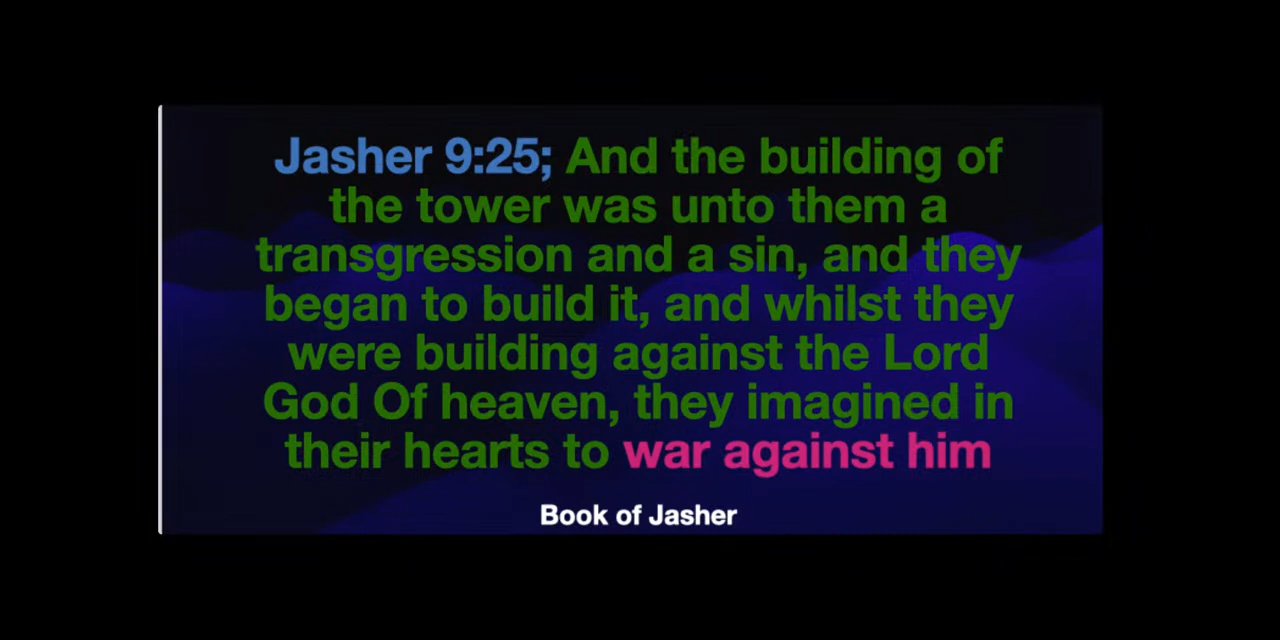 Jasher 9:25; And the building of
the tower was unto them a
transgression and a sin, and they
began to build it, and whilst they
were building against the Lord
God Of heaven, they imagined in
their hearts to war against him
Book of Jasher